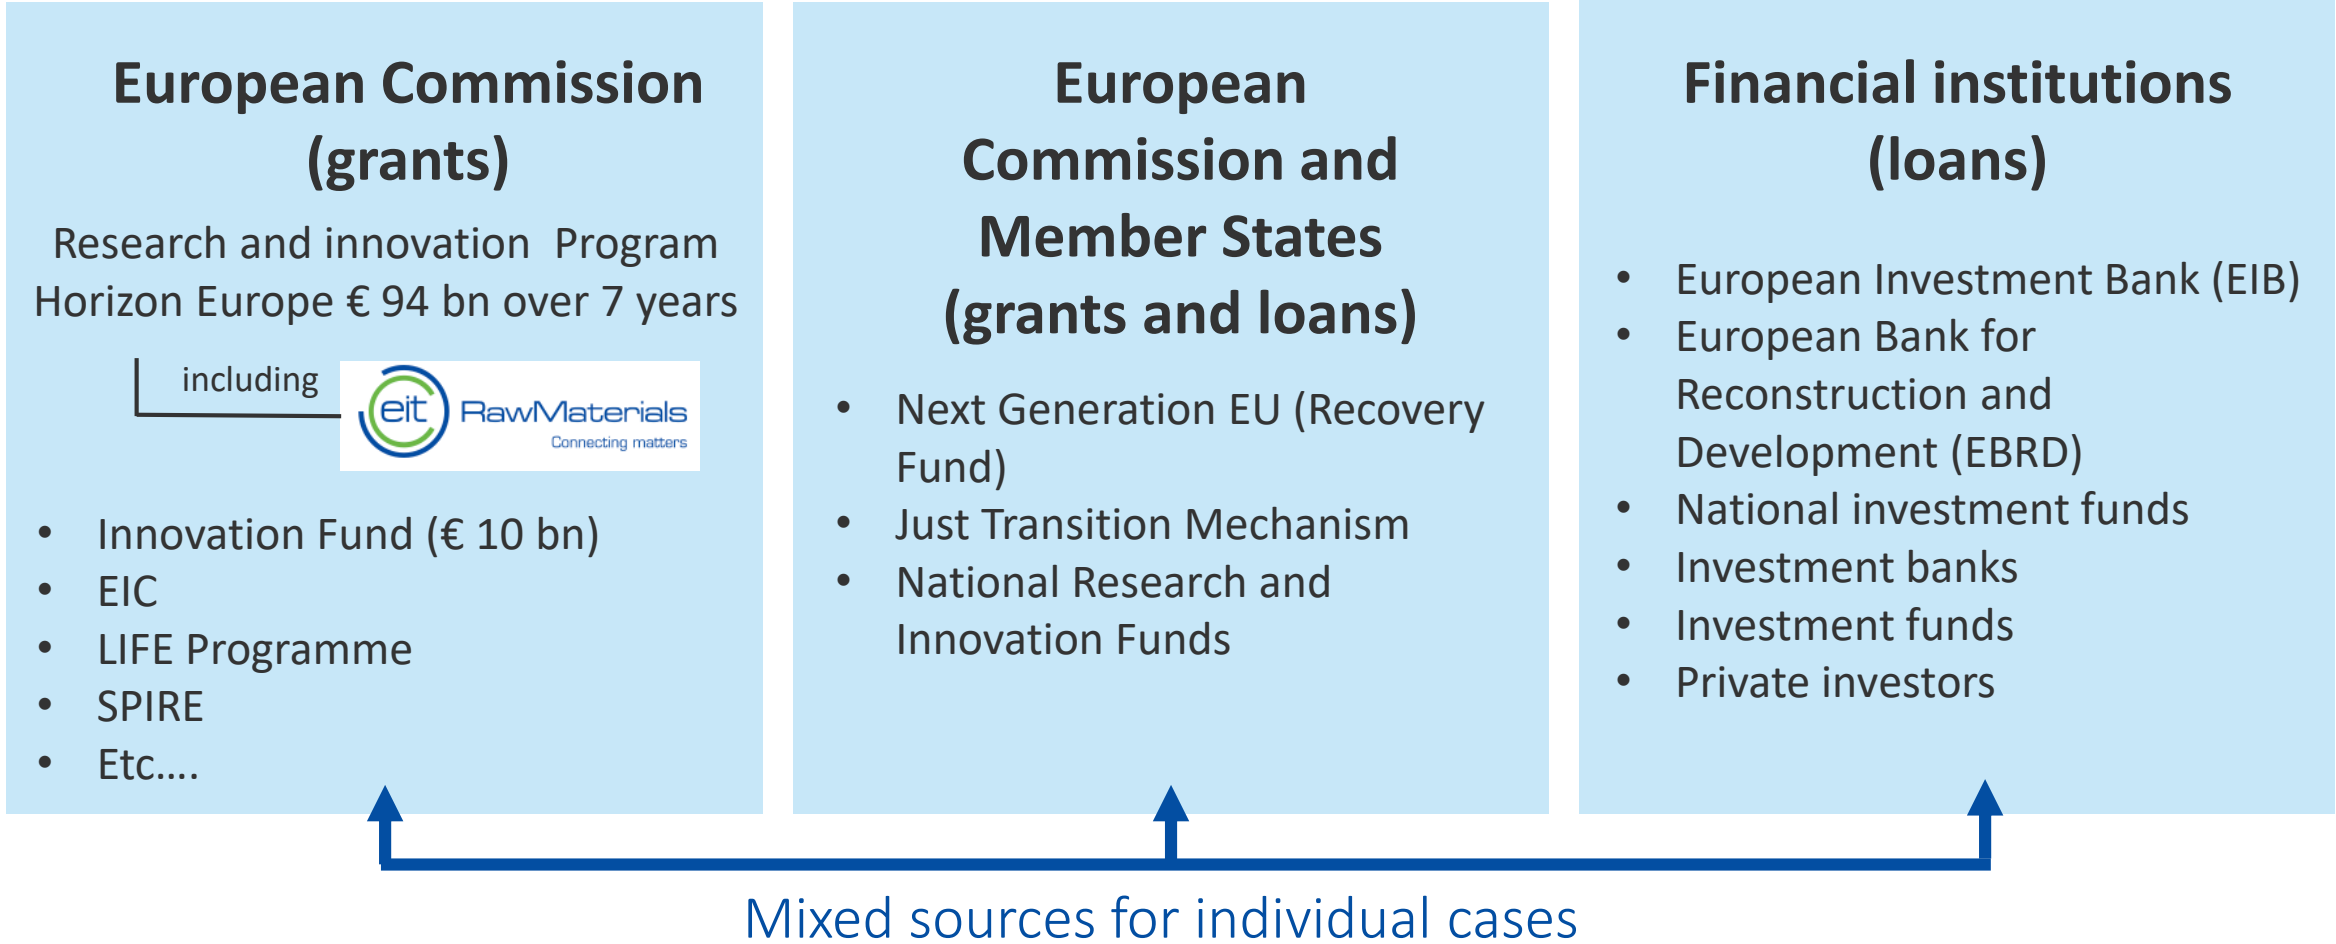 European Commission
(grants)
Research and innovation  Program
Horizon Europe € 94 bn over 7 years
including
eit RawMaterials
Connecting matters
• Innovation Fund (€ 10 bn)
• EIC
• LIFE Programme
• SPIRE
• Etc....
European
Commission and
Member States
(grants and loans)
• Next Generation EU (Recovery
Fund)
• Just Transition Mechanism
• National Research and
Innovation Funds
Financial institutions
(loans)
• European Investment Bank (EIB)
• European Bank for
Reconstruction and
Development (EBRD)
• National investment funds
• Investment banks
• Investment funds
• Private investors
Mixed sources for individual cases